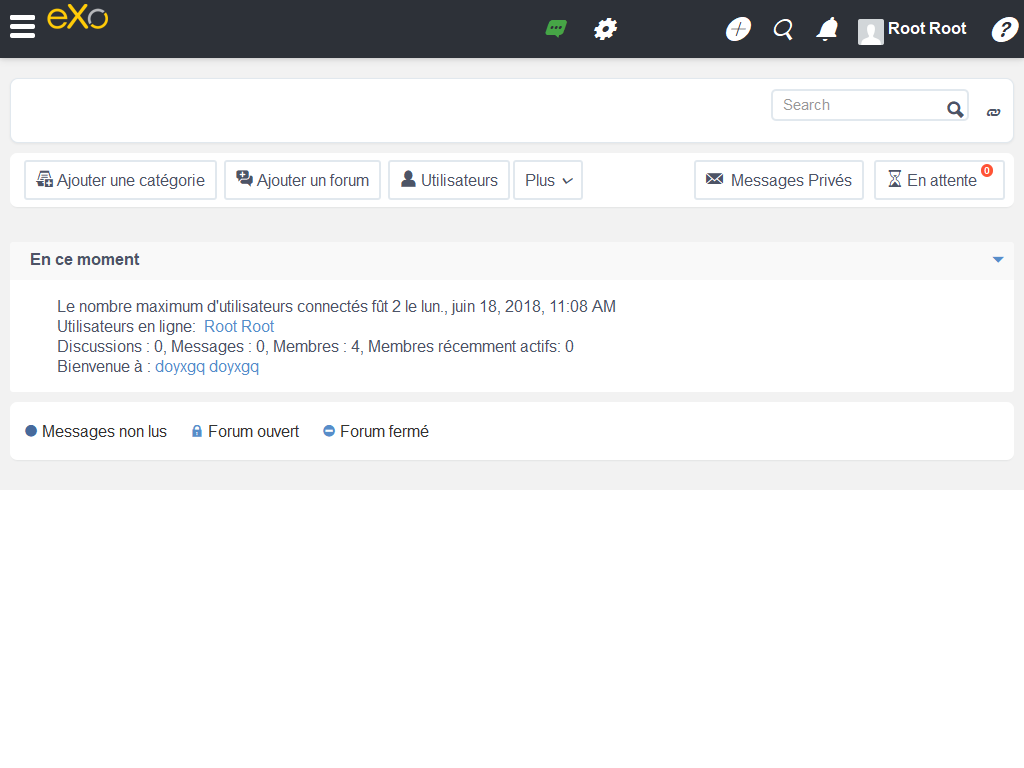 eXo
Root Root
?
Search
Ajouter une catégorie
Ajouter un forum
Utilisateurs
Plus
Messages Privés
En attente
0
En ce moment
Le nombre maximum d'utilisateurs connectés fût 2 le lun., juin 18, 2018, 11:08 AM
Utilisateurs en ligne: Root Root
Discussions : 0, Messages : 0, Membres : 4, Membres récemment actifs: 0
Bienvenue à : doyxgq doyxgq
Messages non lus
Forum ouvert
Forum fermé